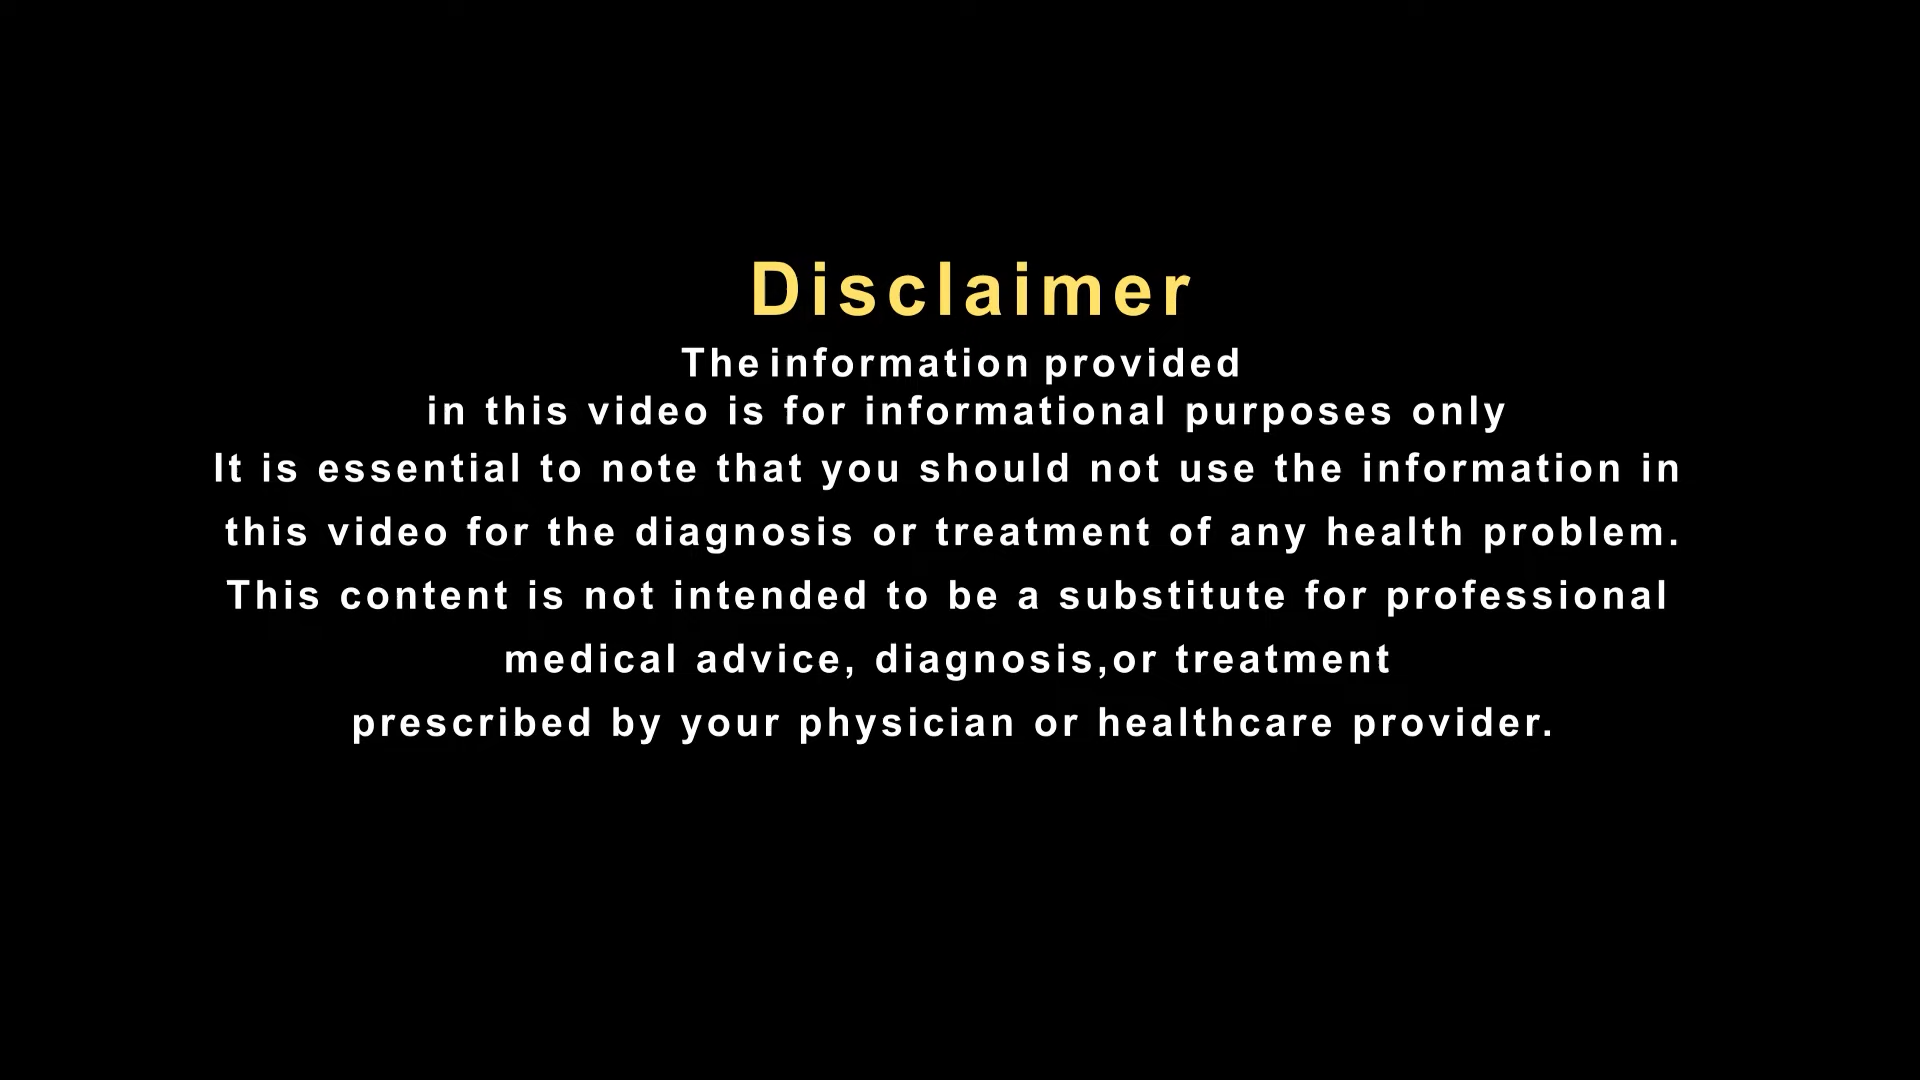 Disclaimer
The information provided
in this video is for informational purposes only
It is essential to note that you should not use the information in
this video for the diagnosis or treatment of any health problem.
This content is not intended to be a substitute for professional
medical advice, diagnosis,or treatment
prescribed by your physician or healthcare provider.